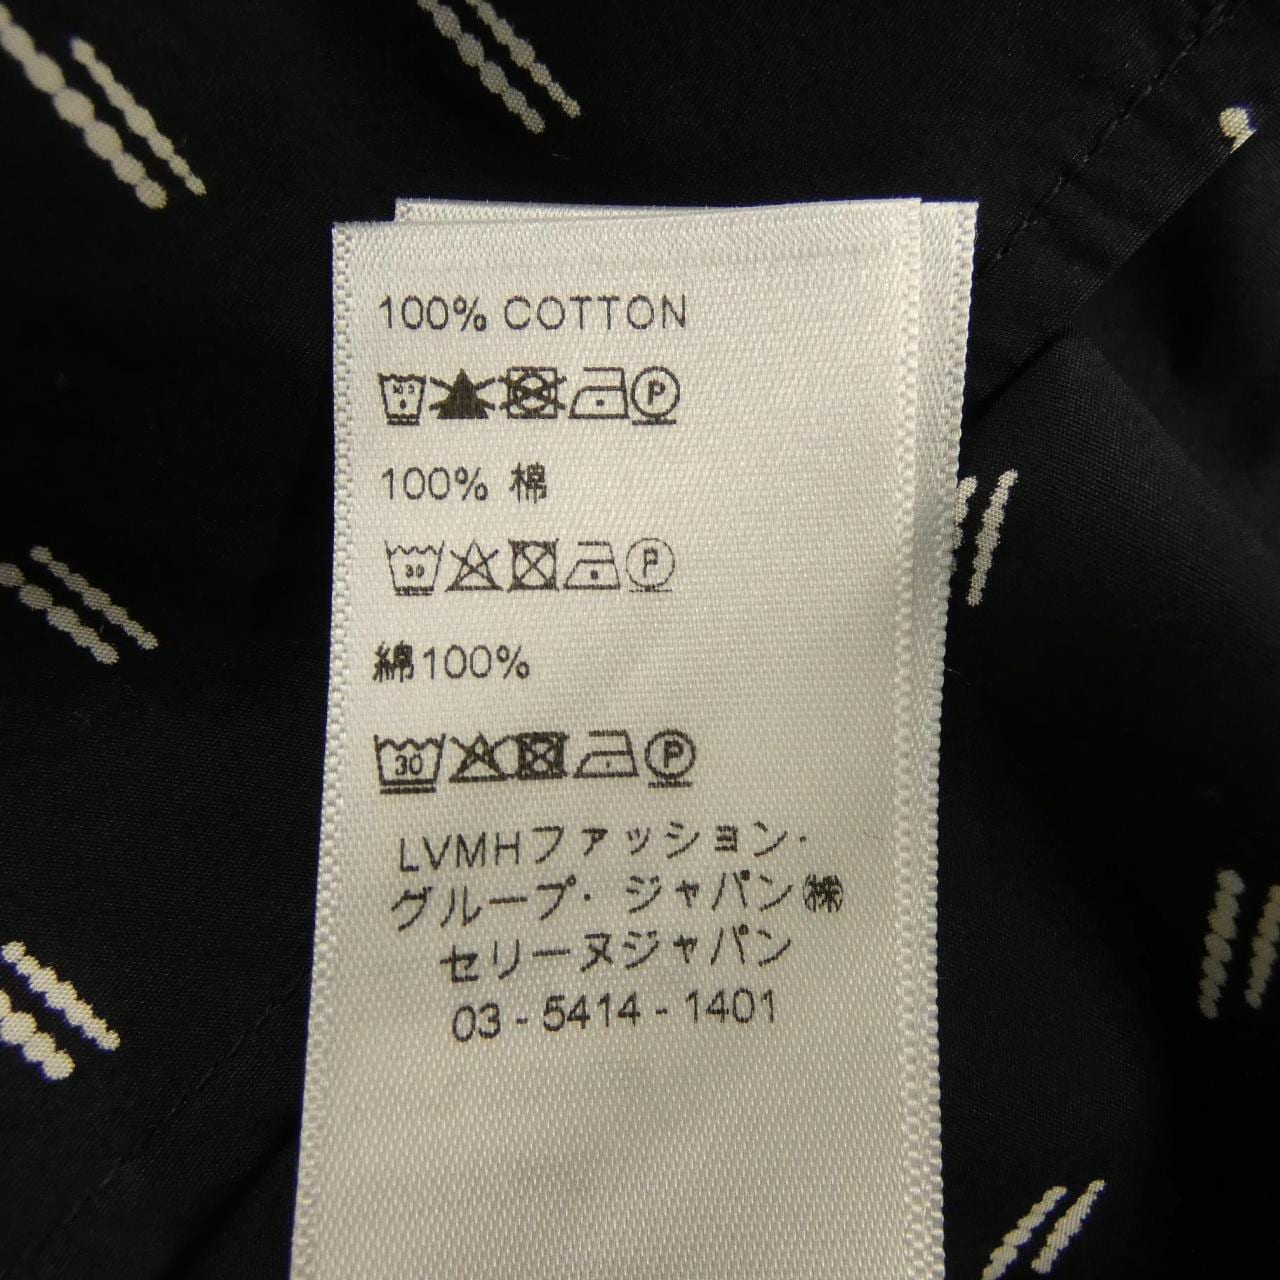 100% COTTON
100% 棉
30
綿100%
30
LVMHファッション・
グループ・ジャパン㈱
セリーヌジャパン
03-5414-1401